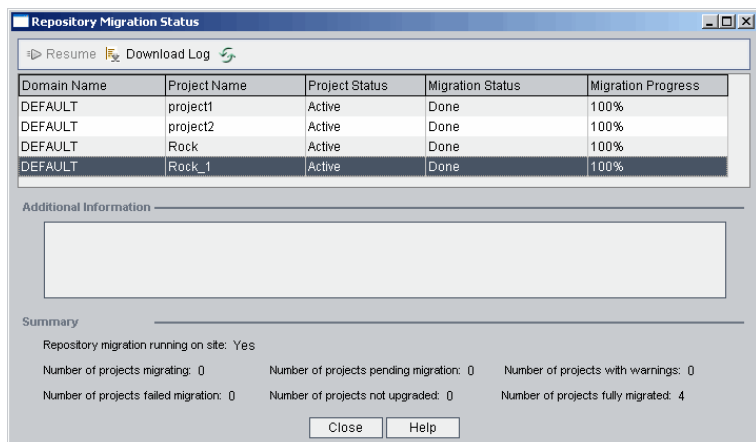 Repository Migration Status
Resume Download Log
Domain Name Project Name Project Status Migration Status Migration Progress
DEFAULT project1 Active Done 100%
DEFAULT project2 Active Done 100%
DEFAULT Rock Active Done 100%
DEFAULT Rock_1 Active Done 100%
Additional Information
Summary
Repository migration running on site: Yes
Number of projects migrating: 0 Number of projects pending migration: 0 Number of projects with warnings: 0
Number of projects failed migration: 0 Number of projects not upgraded: 0 Number of projects fully migrated: 4
Close Help